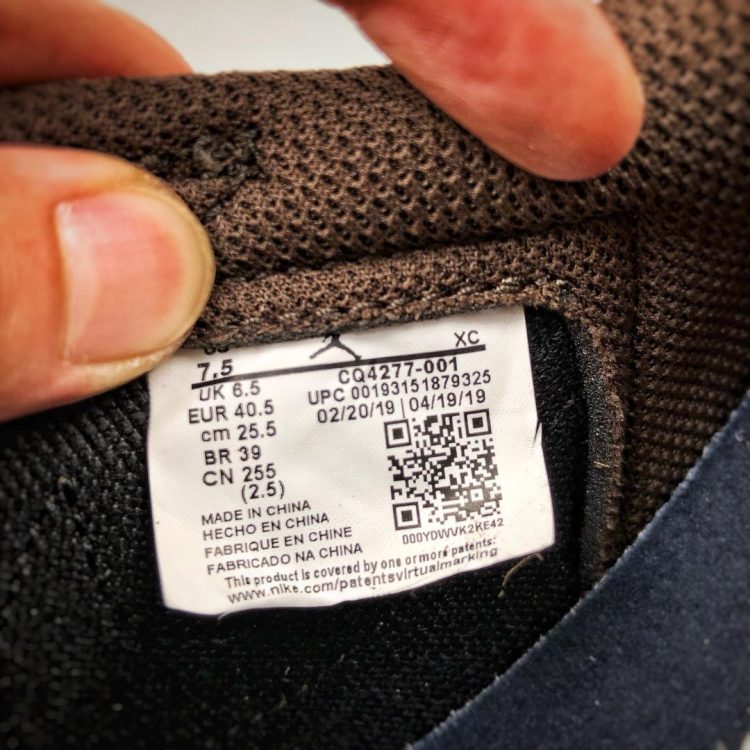 7.5
XC
UK 6.5
EUR 40.5
cm 25.5
BR 39
CN 255
(2.5)
CQ4277-001
UPC 00193151879325
02/20/19 | 04/19/19
000YDWVK2KE42
MADE IN CHINA
HECHO EN CHINA
FABRIQUE EN CHINE
FABRICADO NA CHINA
This product is covered by one or more patents:
www.nike.com/patentsvirtualmarking